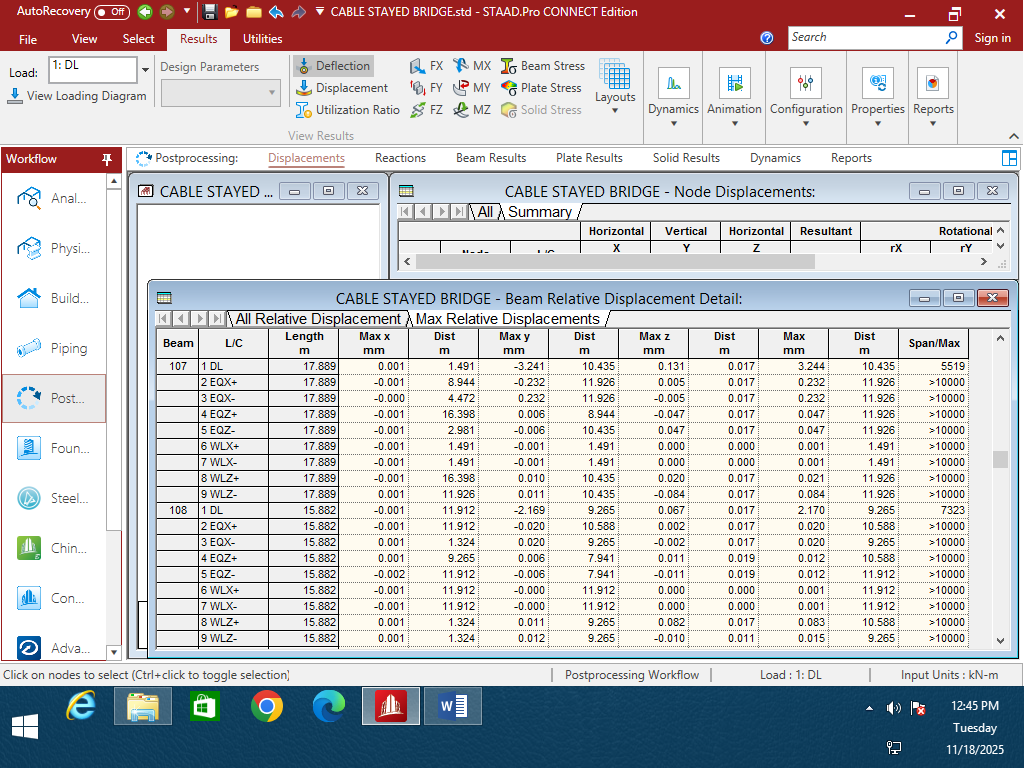 AutoRecovery Off CABLE STAYED BRIDGE.std - STAAD.Pro CONNECT Edition
File View Select Results Utilities Search Sign in
Load: 1: DL
View Loading Diagram
Design Parameters
Deflection
Displacement
Utilization Ratio
FX MX Beam Stress
FY MY Plate Stress
FZ MZ Solid Stress
View Results
Layouts Dynamics Animation Configuration Properties Reports
Workflow
Postprocessing: Displacements Reactions Beam Results Plate Results Solid Results Dynamics Reports
Anal...
Physi...
Build...
Piping
Post...
Foun...
Steel...
Chin...
Con...
Adva...
CABLE STAYED ...
CABLE STAYED BRIDGE - Node Displacements:
All Summary
Horizontal Vertical Horizontal Resultant Rotational
X Y Z rX rY
CABLE STAYED BRIDGE - Beam Relative Displacement Detail:
All Relative Displacement Max Relative Displacements
Beam L/C Length m Max x mm Dist m Max y mm Dist m Max z mm Dist m Max mm Dist m Span/Max
107 1 DL 17.889 0.001 1.491 -3.241 10.435 0.131 0.017 3.244 10.435 5519
2 EQX+ 17.889 -0.001 8.944 -0.232 11.926 0.005 0.017 0.232 11.926 >10000
3 EQX- 17.889 -0.000 4.472 0.232 11.926 -0.005 0.017 0.232 11.926 >10000
4 EQZ+ 17.889 -0.001 16.398 0.006 8.944 -0.047 0.017 0.047 11.926 >10000
5 EQZ- 17.889 -0.001 2.981 -0.006 10.435 0.047 0.017 0.047 11.926 >10000
6 WLX+ 17.889 -0.001 1.491 -0.001 1.491 0.000 0.000 0.001 1.491 >10000
7 WLX- 17.889 -0.001 1.491 -0.001 1.491 0.000 0.000 0.001 1.491 >10000
8 WLZ+ 17.889 -0.001 16.398 0.010 10.435 0.020 0.017 0.021 11.926 >10000
9 WLZ- 17.889 0.001 11.926 0.011 10.435 -0.084 0.017 0.084 11.926 >10000
108 1 DL 15.882 -0.001 11.912 -2.169 9.265 0.067 0.017 2.170 9.265 7323
2 EQX+ 15.882 -0.001 11.912 -0.020 10.588 0.002 0.017 0.020 10.588 >10000
3 EQX- 15.882 0.001 1.324 0.020 9.265 -0.002 0.017 0.020 9.265 >10000
4 EQZ+ 15.882 0.001 9.265 0.006 7.941 0.011 0.019 0.012 10.588 >10000
5 EQZ- 15.882 -0.002 11.912 -0.006 7.941 -0.011 0.019 0.012 11.912 >10000
6 WLX+ 15.882 -0.001 11.912 -0.000 11.912 0.000 0.000 0.001 11.912 >10000
7 WLX- 15.882 -0.001 11.912 -0.000 11.912 0.000 0.000 0.001 11.912 >10000
8 WLZ+ 15.882 0.001 1.324 0.011 9.265 0.082 0.017 0.083 10.588 >10000
9 WLZ- 15.882 0.001 1.324 0.012 9.265 -0.010 0.011 0.015 9.265 >10000
Click on nodes to select (Ctrl+click to toggle selection) Postprocessing Workflow Load : 1: DL Input Units : kN-m
12:45 PM
Tuesday
11/18/2025